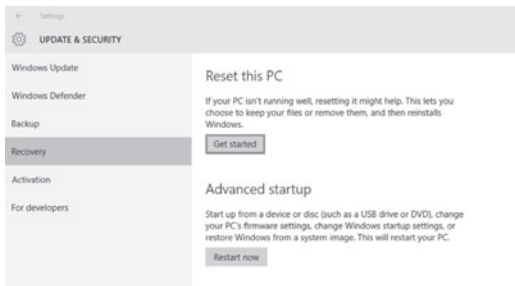 ← Settings
UPDATE & SECURITY
Windows Update
Windows Defender
Backup
Recovery
Activation
For developers
Reset this PC
If your PC isn't running well, resetting it might help. This lets you
choose to keep your files or remove them, and then reinstalls
Windows.
Get started
Advanced startup
Start up from a device or disc (such as a USB drive or DVD), change
your PC's firmware settings, change Windows startup settings, or
restore Windows from a system image. This will restart your PC.
Restart now